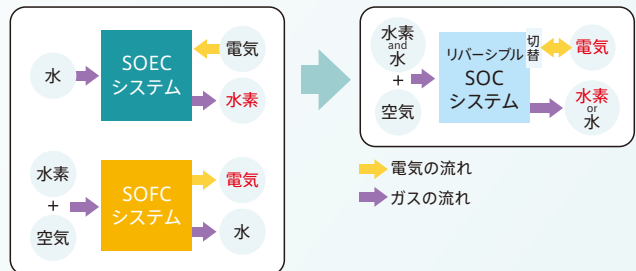 水
SOEC
システム
電気
水素
水素
+
空気
SOFC
システム
電気
水
水素
and
水
+
空気
リバーシブル
SOC
システム
切替
電気
水素
or
水
電気の流れ
ガスの流れ